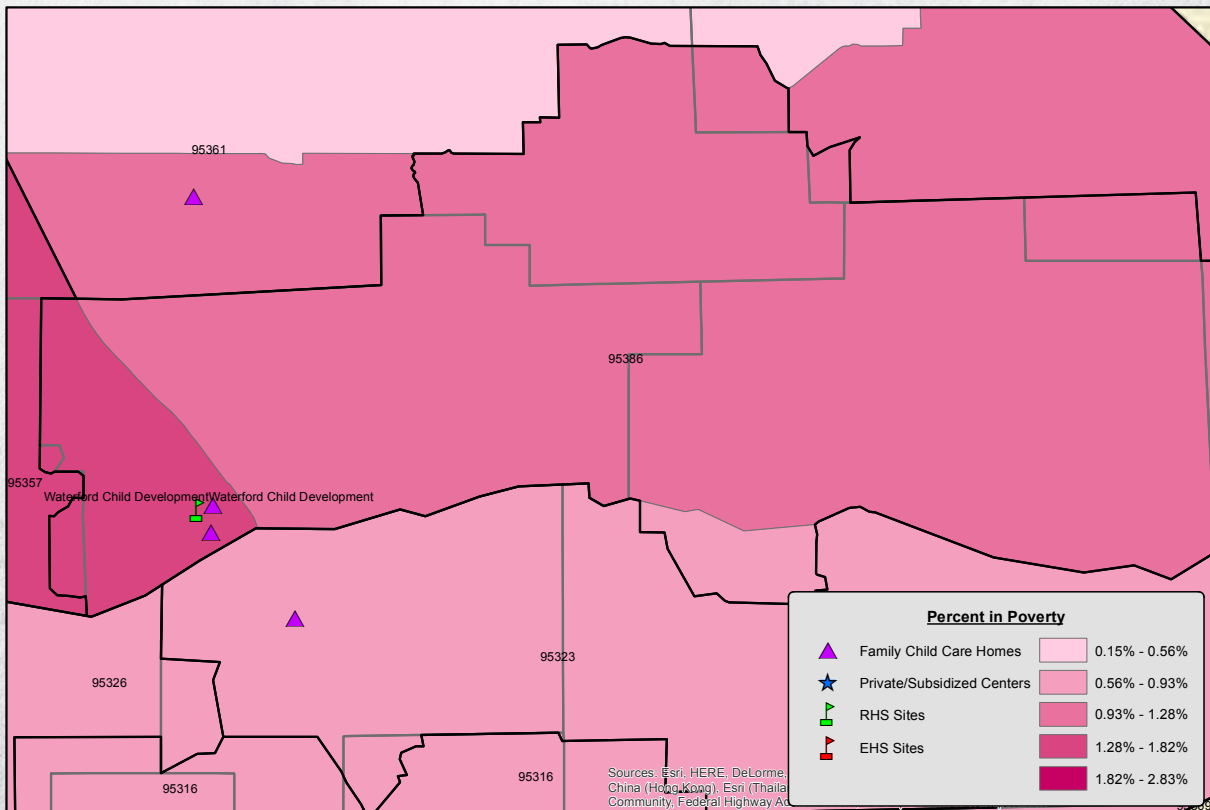 95361
95386
95357
Waterford Child DevelopmentWaterford Child Development
95323
95326
95316
95316
Percent in Poverty
Family Child Care Homes
Private/Subsidized Centers
RHS Sites
EHS Sites
0.15% - 0.56%
0.56% - 0.93%
0.93% - 1.28%
1.28% - 1.82%
1.82% - 2.83%
Sources: Esri, HERE, DeLorme,
China (Hong Kong), Esri (Thaila
Community, Federal Highway Ad